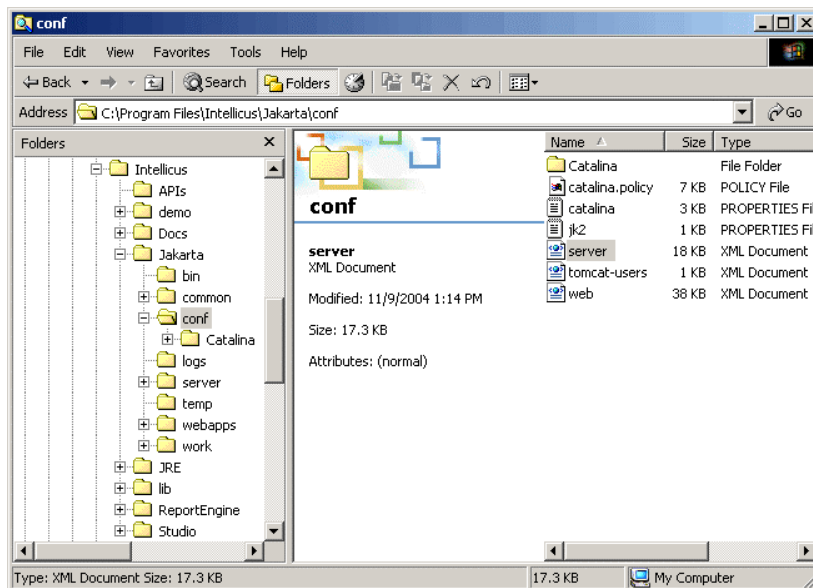 conf
File Edit View Favorites Tools Help
Back Search Folders
Address C:\Program Files\Intellicus\Jakarta\conf Go
Folders
Intellicus
APIs
demo
Docs
Jakarta
bin
common
conf
Catalina
logs
server
temp
webapps
work
JRE
lib
ReportEngine
Studio
conf
server
XML Document
Modified: 11/9/2004 1:14 PM
Size: 17.3 KB
Attributes: (normal)
Name Size Type
Catalina File Folder
catalina.policy 7 KB POLICY File
catalina 3 KB PROPERTIES Fi
jk2 1 KB PROPERTIES Fi
server 18 KB XML Document
tomcat-users 1 KB XML Document
web 38 KB XML Document
Type: XML Document Size: 17.3 KB 17.3 KB My Computer